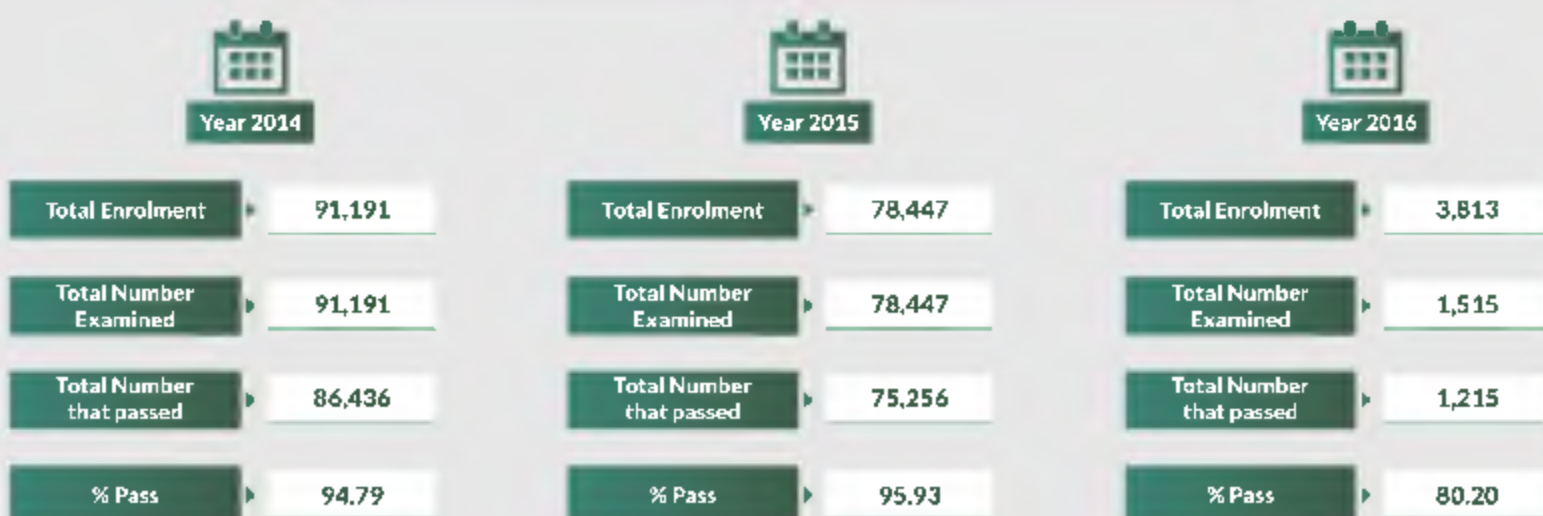 Year 2014
Total Enrolment
91,191
Total Number
Examined
91,191
Total Number
that passed
86,436
% Pass
94.79
Year 2015
Total Enrolment
78,447
Total Number
Examined
78,447
Total Number
that passed
75,256
% Pass
95.93
Year 2016
Total Enrolment
3,813
Total Number
Examined
1,515
Total Number
that passed
1,215
% Pass
80.20